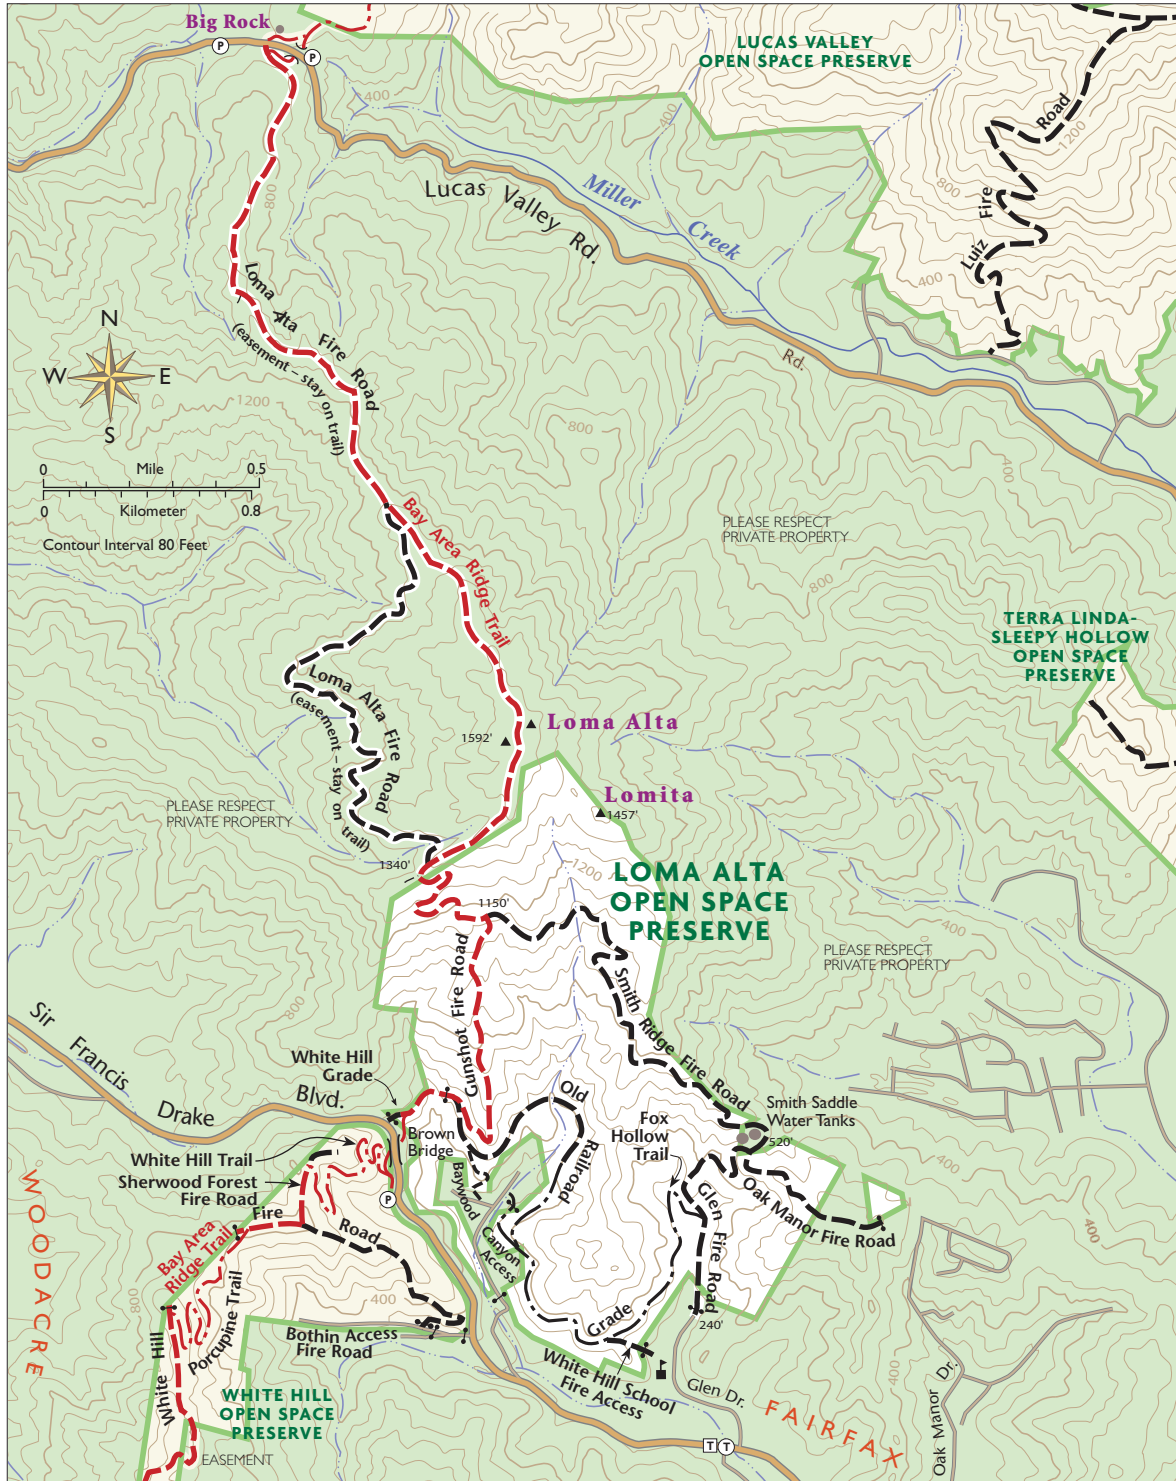 Big Rock
P
P
LUCAS VALLEY
OPEN SPACE PRESERVE
400
400
Road
1200
800
Fire
Luiz
400
Lucas Valley Rd.
Miller
Creek
800
Rd.
Loma Alta Fire Road
(easement – stay on trail)
N
W
E
S
1200
800
400
0 Mile 0.5
0 Kilometer 0.8
Contour Interval 80 Feet
Bay Area Ridge Trail
PLEASE RESPECT
PRIVATE PROPERTY
800
TERRA LINDA-
SLEEPY HOLLOW
OPEN SPACE
PRESERVE
Loma Alta Fire Road
(easement – stay on trail)
Loma Alta
1592'
Lomita
1457'
PLEASE RESPECT
PRIVATE PROPERTY
1340'
1200
LOMA ALTA
OPEN SPACE
PRESERVE
1150'
400
PLEASE RESPECT
PRIVATE PROPERTY
Gunshot Fire Road
Smith Ridge Fire Road
800
Sir Francis Drake Blvd.
White Hill
Grade
Old Railroad Grade
Fox
Hollow
Trail
Smith Saddle
Water Tanks
520'
Brown
Bridge
White Hill Trail
Sherwood Forest
Fire Road
Baywood
Canyon
Access
P
400
Oak Manor Fire Road
Glen Fire Road
WOODACRE
Fire Road
Bay Area
Ridge Trail
400
800
400
Porcupine Trail
White Hill
Bothin Access
Fire Road
240'
White Hill School
Fire Access
400
Glen Dr.
Oak Manor Dr.
WHITE HILL
OPEN SPACE
PRESERVE
EASEMENT
FAIRFAX
T
T